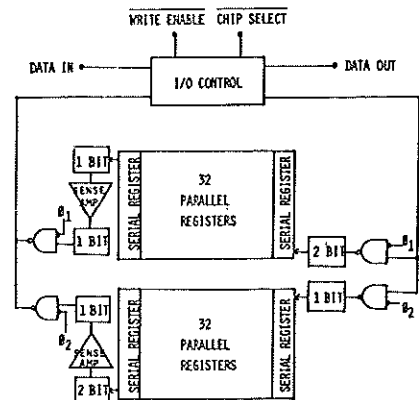 WRITE ENABLE CHIP SELECT
DATA IN
I/O CONTROL
DATA OUT
1 BIT
SENSE AMP
1 BIT
Ø1
SERIAL REGISTER
32 PARALLEL REGISTERS
SERIAL REGISTER
2 BIT
Ø1
1 BIT
Ø2
SENSE AMP
2 BIT
SERIAL REGISTER
32 PARALLEL REGISTERS
SERIAL REGISTER
1 BIT
Ø2